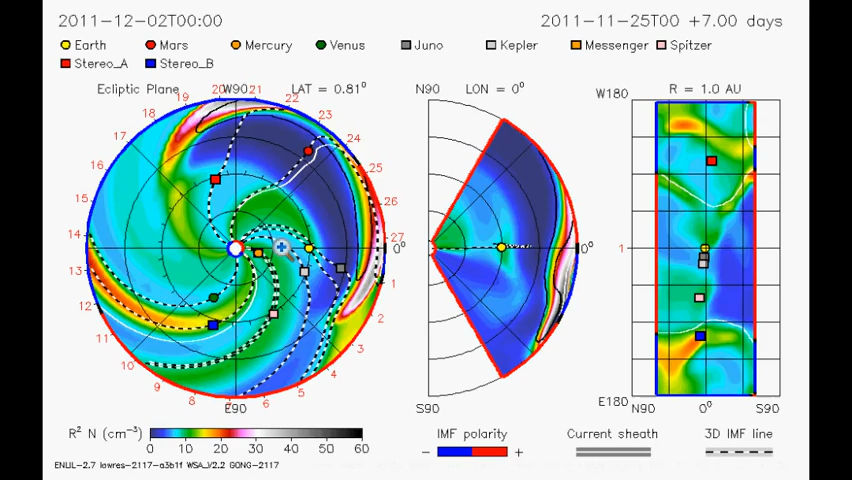 2011-12-02T00:00
2011-11-25T00 +7.00 days
Earth Mars Mercury Venus Juno Kepler Messenger Spitzer
Stereo_A Stereo_B
Ecliptic Plane W90 LAT = 0.81°
N90 LON = 0°
W180 R = 1.0 AU
19 20 21 22
18 23
17 24
16 25
15 26
14 27 0°
13 1
12 2
11 3
10 4
9 8 7 6 5
E90
0°
S90
1
E180
N90 0° S90
R² N (cm⁻³)
0 10 20 30 40 50 60
IMF polarity
- +
Current sheath
3D IMF line
ENLIL-2.7 lowres-2117-a3b1f WSA_V2.2 GONG-2117